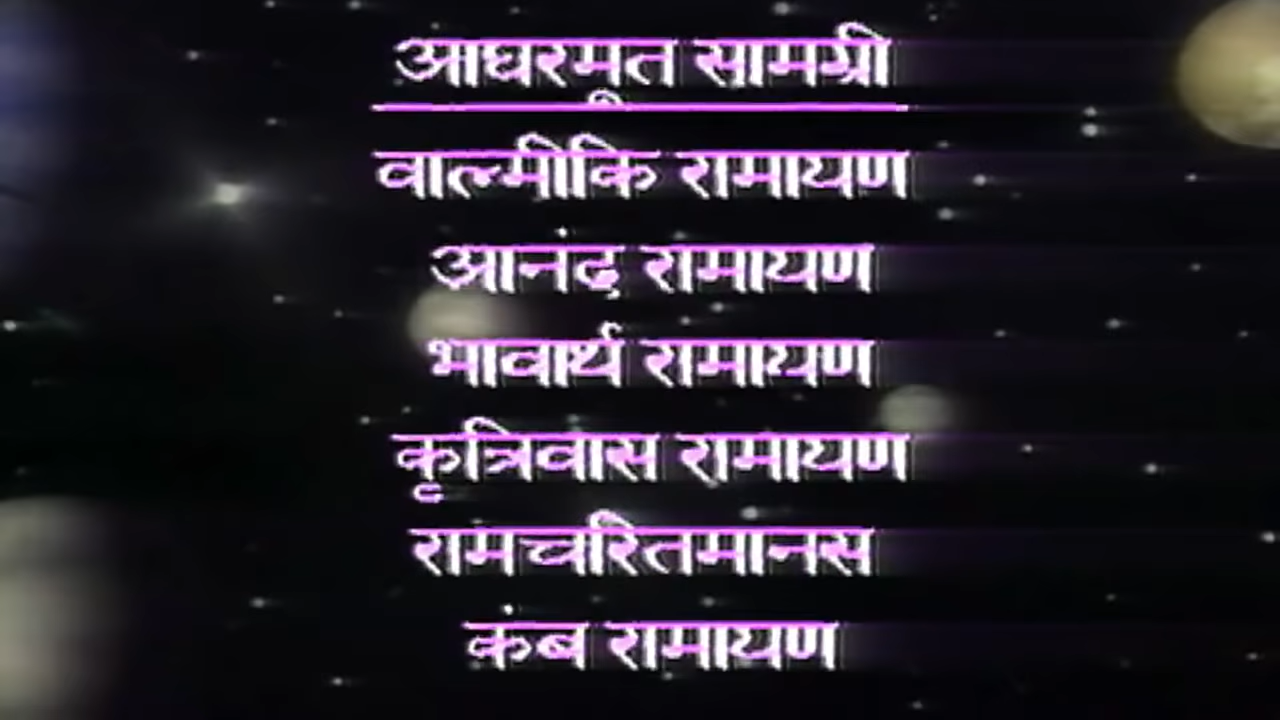 आधारभूत सामग्री
वाल्मीकि रामायण
आनंद रामायण
भावार्थ रामायण
कृत्रिवास रामायण
रामचरितमानस
कंब रामायण